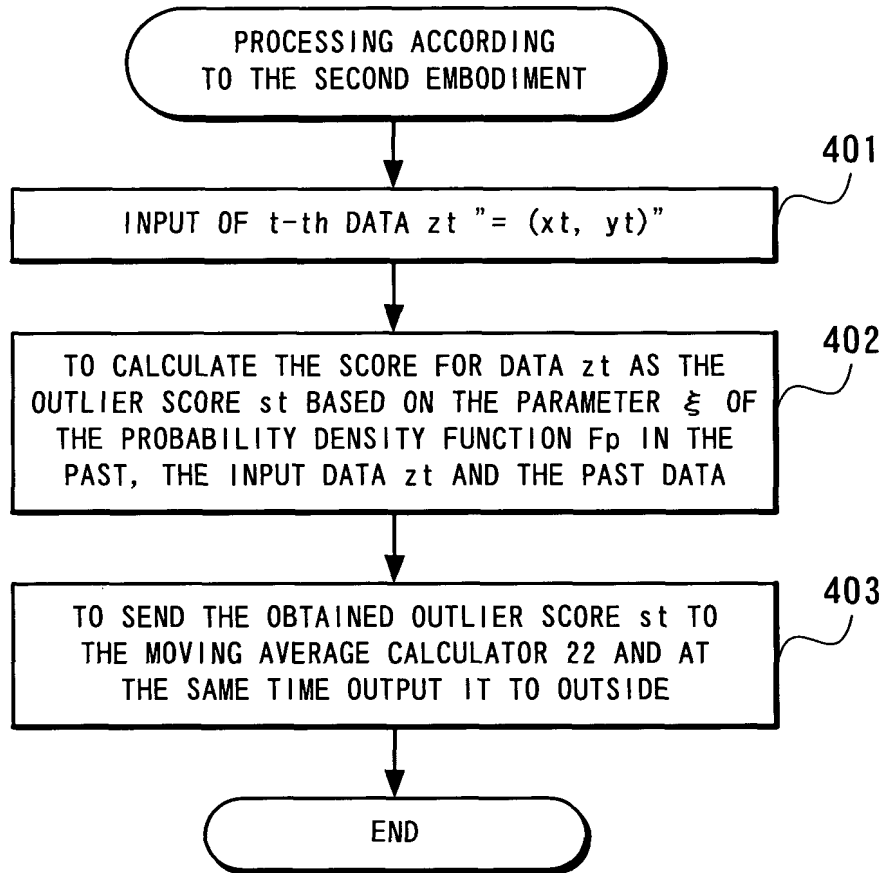 PROCESSING ACCORDING
TO THE SECOND EMBODIMENT
401
INPUT OF t-th DATA zt "= (xt, yt)"
402
TO CALCULATE THE SCORE FOR DATA zt AS THE
OUTLIER SCORE st BASED ON THE PARAMETER ξ OF
THE PROBABILITY DENSITY FUNCTION Fp IN THE
PAST, THE INPUT DATA zt AND THE PAST DATA
403
TO SEND THE OBTAINED OUTLIER SCORE st TO
THE MOVING AVERAGE CALCULATOR 22 AND AT
THE SAME TIME OUTPUT IT TO OUTSIDE
END